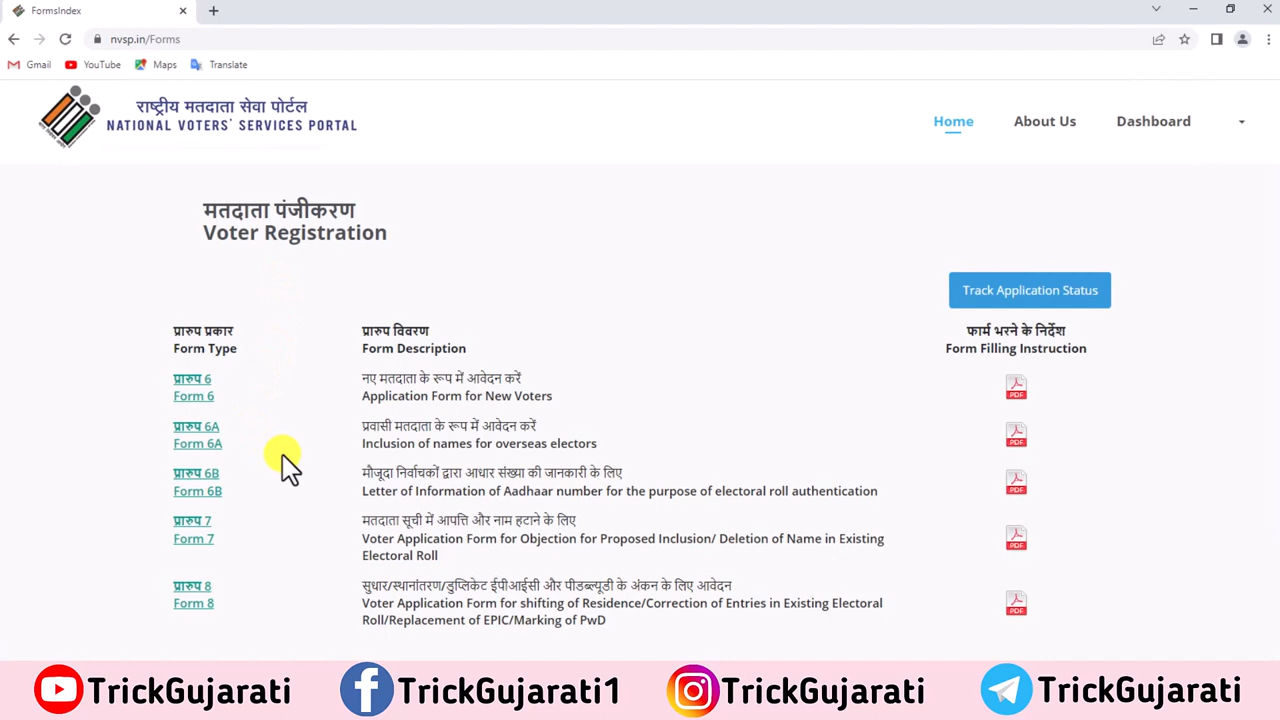 FormsIndex
nvsp.in/Forms
Gmail YouTube Maps Translate
राष्ट्रीय मतदाता सेवा पोर्टल
NATIONAL VOTERS' SERVICES PORTAL
Home About Us Dashboard
मतदाता पंजीकरण
Voter Registration
Track Application Status
प्रारुप प्रकार प्रारुप विवरण फार्म भरने के निर्देश
Form Type Form Description Form Filling Instruction
प्रारुप 6 नए मतदाता के रूप में आवेदन करें
Form 6 Application Form for New Voters PDF
प्रारुप 6A प्रवासी मतदाता के रूप में आवेदन करें
Form 6A Inclusion of names for overseas electors PDF
प्रारुप 6B मौजूदा निर्वाचकों द्वारा आधार संख्या की जानकारी के लिए
Form 6B Letter of Information of Aadhaar number for the purpose of electoral roll authentication PDF
प्रारुप 7 मतदाता सूची में आपत्ति और नाम हटाने के लिए
Form 7 Voter Application Form for Objection for Proposed Inclusion/ Deletion of Name in Existing PDF
Electoral Roll
प्रारुप 8 सुधार/स्थानांतरण/डुप्लिकेट ईपीआईसी और पीडब्ल्यूडी के अंकन के लिए आवेदन
Form 8 Voter Application Form for shifting of Residence/Correction of Entries in Existing Electoral PDF
Roll/Replacement of EPIC/Marking of PwD
TrickGujarati TrickGujarati1 TrickGujarati TrickGujarati